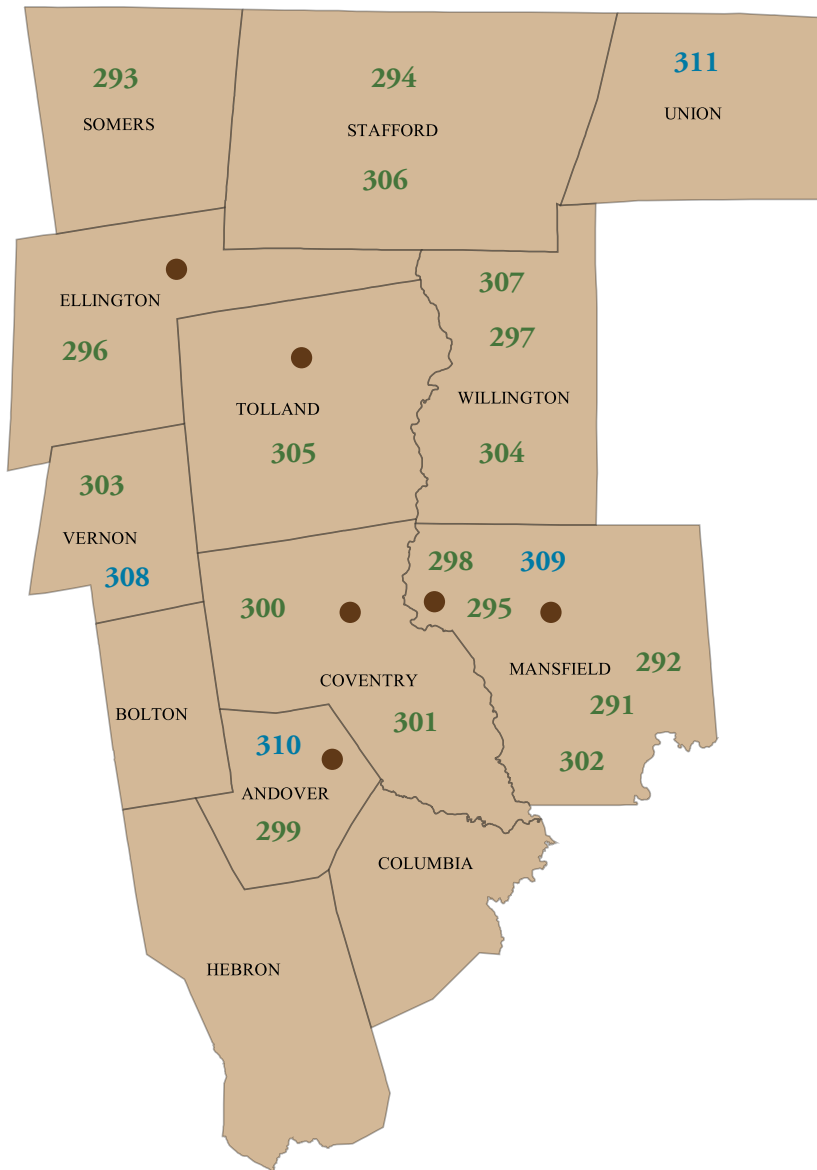 293
SOMERS
294
STAFFORD
306
311
UNION
ELLINGTON
296
307
297
WILLINGTON
304
TOLLAND
305
303
VERNON
308
300
COVENTRY
301
298
309
295
MANSFIELD
292
291
302
BOLTON
310
ANDOVER
299
COLUMBIA
HEBRON